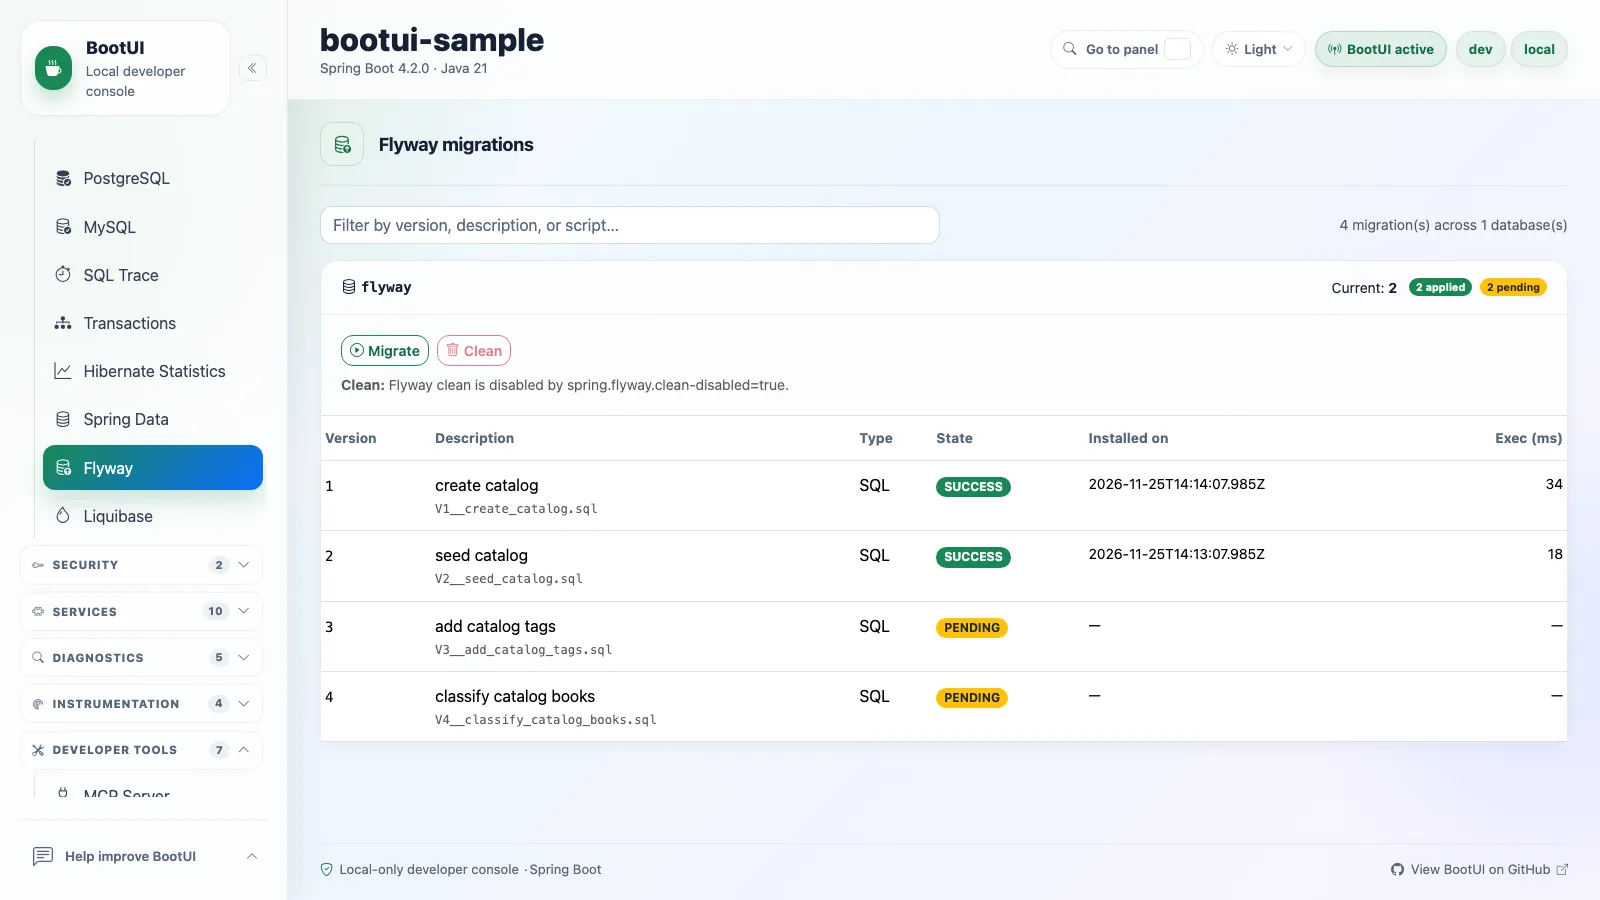 BootUI
Local developer
console
PostgreSQL
MySQL
SQL Trace
Transactions
Hibernate Statistics
Spring Data
Flyway
Liquibase
SECURITY 2
SERVICES 10
DIAGNOSTICS 5
INSTRUMENTATION 4
DEVELOPER TOOLS 7
MCP Server
Help improve BootUI
bootui-sample
Spring Boot 4.2.0 · Java 21
Go to panel
Light
BootUI active
dev
local
Flyway migrations
Filter by version, description, or script...
4 migration(s) across 1 database(s)
flyway
Current: 2 2 applied 2 pending
Migrate Clean
Clean: Flyway clean is disabled by spring.flyway.clean-disabled=true.
Version Description Type State Installed on Exec (ms)
1 create catalog SQL SUCCESS 2026-11-25T14:14:07.985Z 34
V1__create_catalog.sql
2 seed catalog SQL SUCCESS 2026-11-25T14:13:07.985Z 18
V2__seed_catalog.sql
3 add catalog tags SQL PENDING — —
V3__add_catalog_tags.sql
4 classify catalog books SQL PENDING — —
V4__classify_catalog_books.sql
Local-only developer console · Spring Boot
View BootUI on GitHub